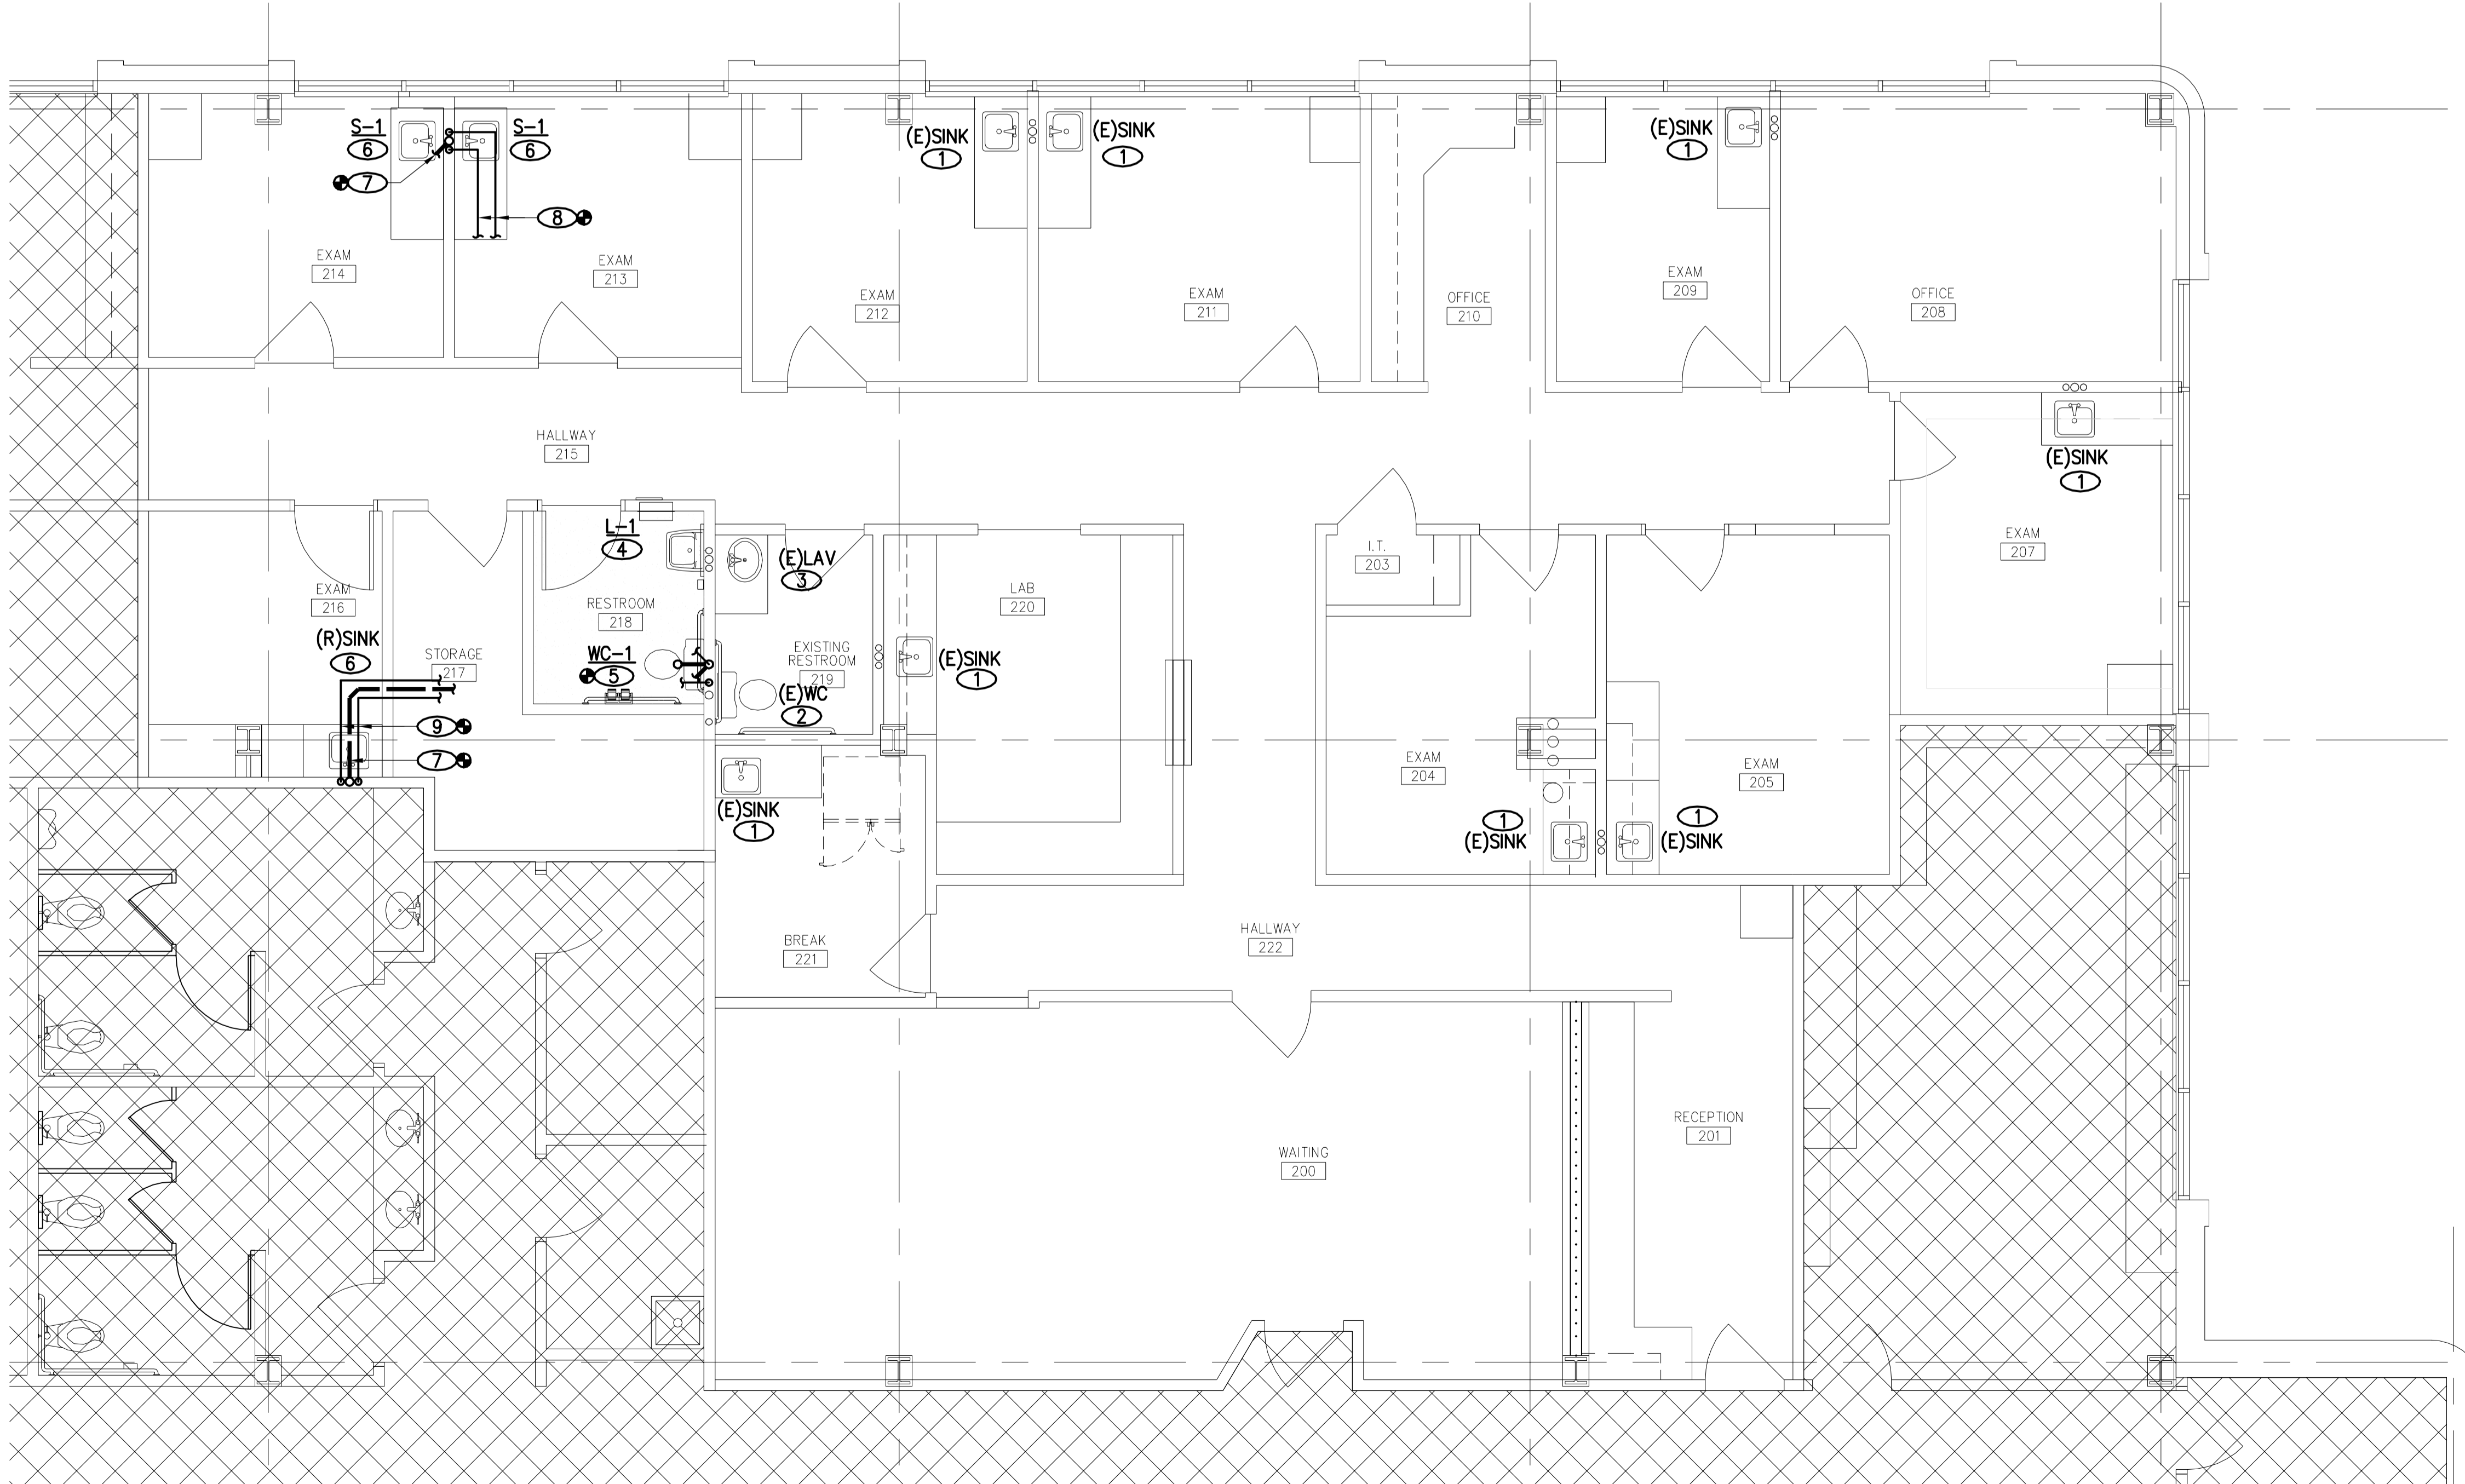 S-1
6
S-1
6
7
8
(E)SINK
1
(E)SINK
1
(E)SINK
1
EXAM
214
EXAM
213
EXAM
212
EXAM
211
OFFICE
210
EXAM
209
OFFICE
208
HALLWAY
215
(E)SINK
1
L-1
4
(E)LAV
3
I.T.
203
EXAM
207
EXAM
216
RESTROOM
218
LAB
220
(R)SINK
6
STORAGE
217
WC-1
5
EXISTING
RESTROOM
219
(E)WC
2
(E)SINK
1
9
7
EXAM
204
EXAM
205
(E)SINK
1
1
(E)SINK
1
(E)SINK
BREAK
221
HALLWAY
222
RECEPTION
201
WAITING
200